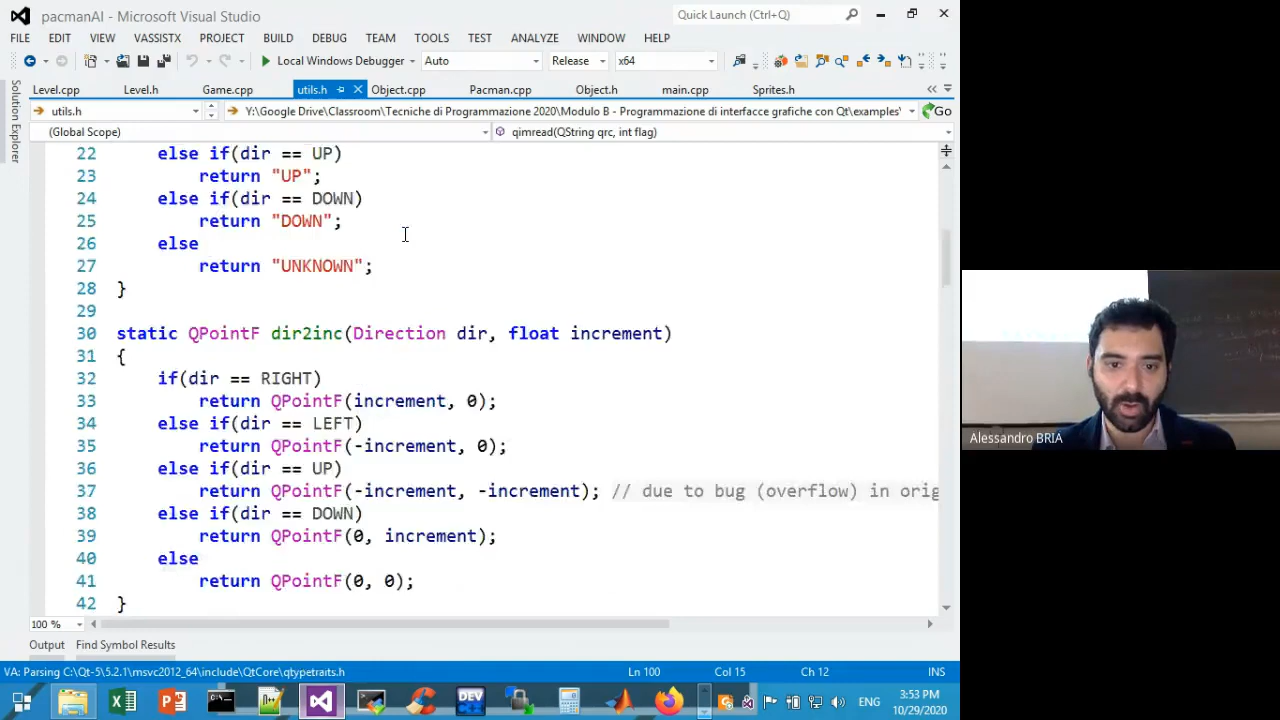 pacmanAI - Microsoft Visual Studio
Quick Launch (Ctrl+Q)
FILE EDIT VIEW VASSISTX PROJECT BUILD DEBUG TEAM TOOLS TEST ANALYZE WINDOW HELP
Local Windows Debugger Auto Release x64
Level.cpp Level.h Game.cpp utils.h Object.cpp Pacman.cpp Object.h main.cpp Sprites.h
utils.h Y:\Google Drive\Classroom\Tecniche di Programmazione 2020\Modulo B - Programmazione di interfacce grafiche con Qt\examples\ Go
(Global Scope) qimread(QString qrc, int flag)
Solution Explorer
22 else if(dir == UP)
23 return "UP";
24 else if(dir == DOWN)
25 return "DOWN";
26 else
27 return "UNKNOWN";
28 }
29
30 static QPointF dir2inc(Direction dir, float increment)
31 {
32 if(dir == RIGHT)
33 return QPointF(increment, 0);
34 else if(dir == LEFT)
35 return QPointF(-increment, 0);
36 else if(dir == UP)
37 return QPointF(-increment, -increment); // due to bug (overflow) in orig
38 else if(dir == DOWN)
39 return QPointF(0, increment);
40 else
41 return QPointF(0, 0);
42 }
100 %
Output Find Symbol Results
VA: Parsing C:\Qt-5\5.2.1\msvc2012_64\include\QtCore\qtypetraits.h Ln 100 Col 15 Ch 12 INS
DEV
ENG
3:53 PM
10/29/2020
Alessandro BRIA